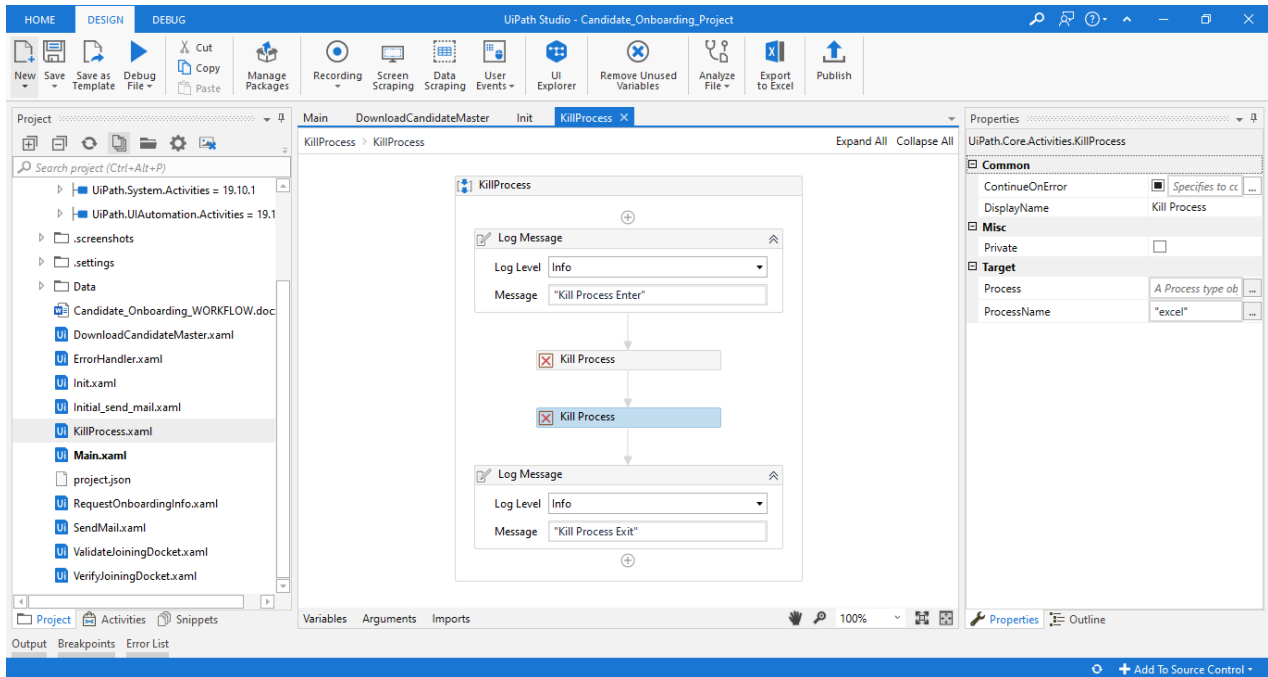 HOME DESIGN DEBUG UiPath Studio - Candidate_Onboarding_Project
New Save Save as Template Debug File Cut Copy Paste Manage Packages Recording Screen Scraping Data Scraping User Events UI Explorer Remove Unused Variables Analyze File Export to Excel Publish
Project
Search project (Ctrl+Alt+P)
UiPath.System.Activities = 19.10.1
UiPath.UIAutomation.Activities = 19.1
.screenshots
.settings
Data
Candidate_Onboarding_WORKFLOW.doc
DownloadCandidateMaster.xaml
ErrorHandler.xaml
Init.xaml
Initial_send_mail.xaml
KillProcess.xaml
Main.xaml
project.json
RequestOnboardingInfo.xaml
SendMail.xaml
ValidateJoiningDocket.xaml
VerifyJoiningDocket.xaml
Project Activities Snippets
Main DownloadCandidateMaster Init KillProcess
KillProcess > KillProcess Expand All Collapse All
KillProcess
Log Message
Log Level Info
Message "Kill Process Enter"
Kill Process
Kill Process
Log Message
Log Level Info
Message "Kill Process Exit"
Variables Arguments Imports 100%
Properties
UiPath.Core.Activities.KillProcess
Common
ContinueOnError Specifies to cc ...
DisplayName Kill Process
Misc
Private
Target
Process A Process type ob ...
ProcessName "excel" ...
Properties Outline
Output Breakpoints Error List
Add To Source Control